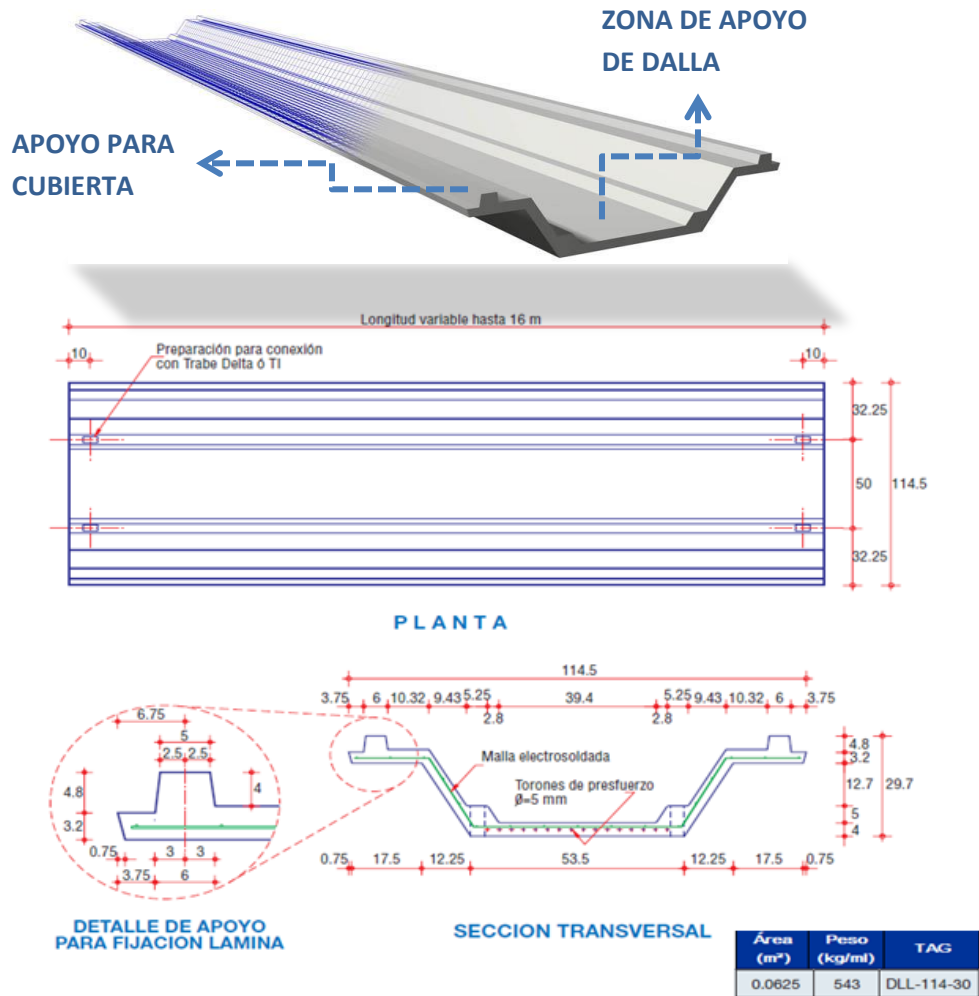 ZONA DE APOYO
DE DALLA
APOYO PARA
CUBIERTA
Longitud variable hasta 16 m
10
Preparación para conexión
con Trabe Delta ó TI
10
32.25
50
114.5
32.25
PLANTA
114.5
3.75 6 10.32 9.43 5.25 39.4 5.25 9.43 10.32 6 3.75
2.8 2.8
6.75
5
2.5 2.5
4.8
4
3.2
0.75 3 3
3.75 6
Malla electrosoldada
Torones de presfuerzo
Ø=5 mm
4.8
3.2
12.7
29.7
5
4
0.75 17.5 12.25 53.5 12.25 17.5 0.75
DETALLE DE APOYO
PARA FIJACION LAMINA
SECCION TRANSVERSAL
Área (m²) Peso (kg/ml) TAG
0.0625 543 DLL-114-30